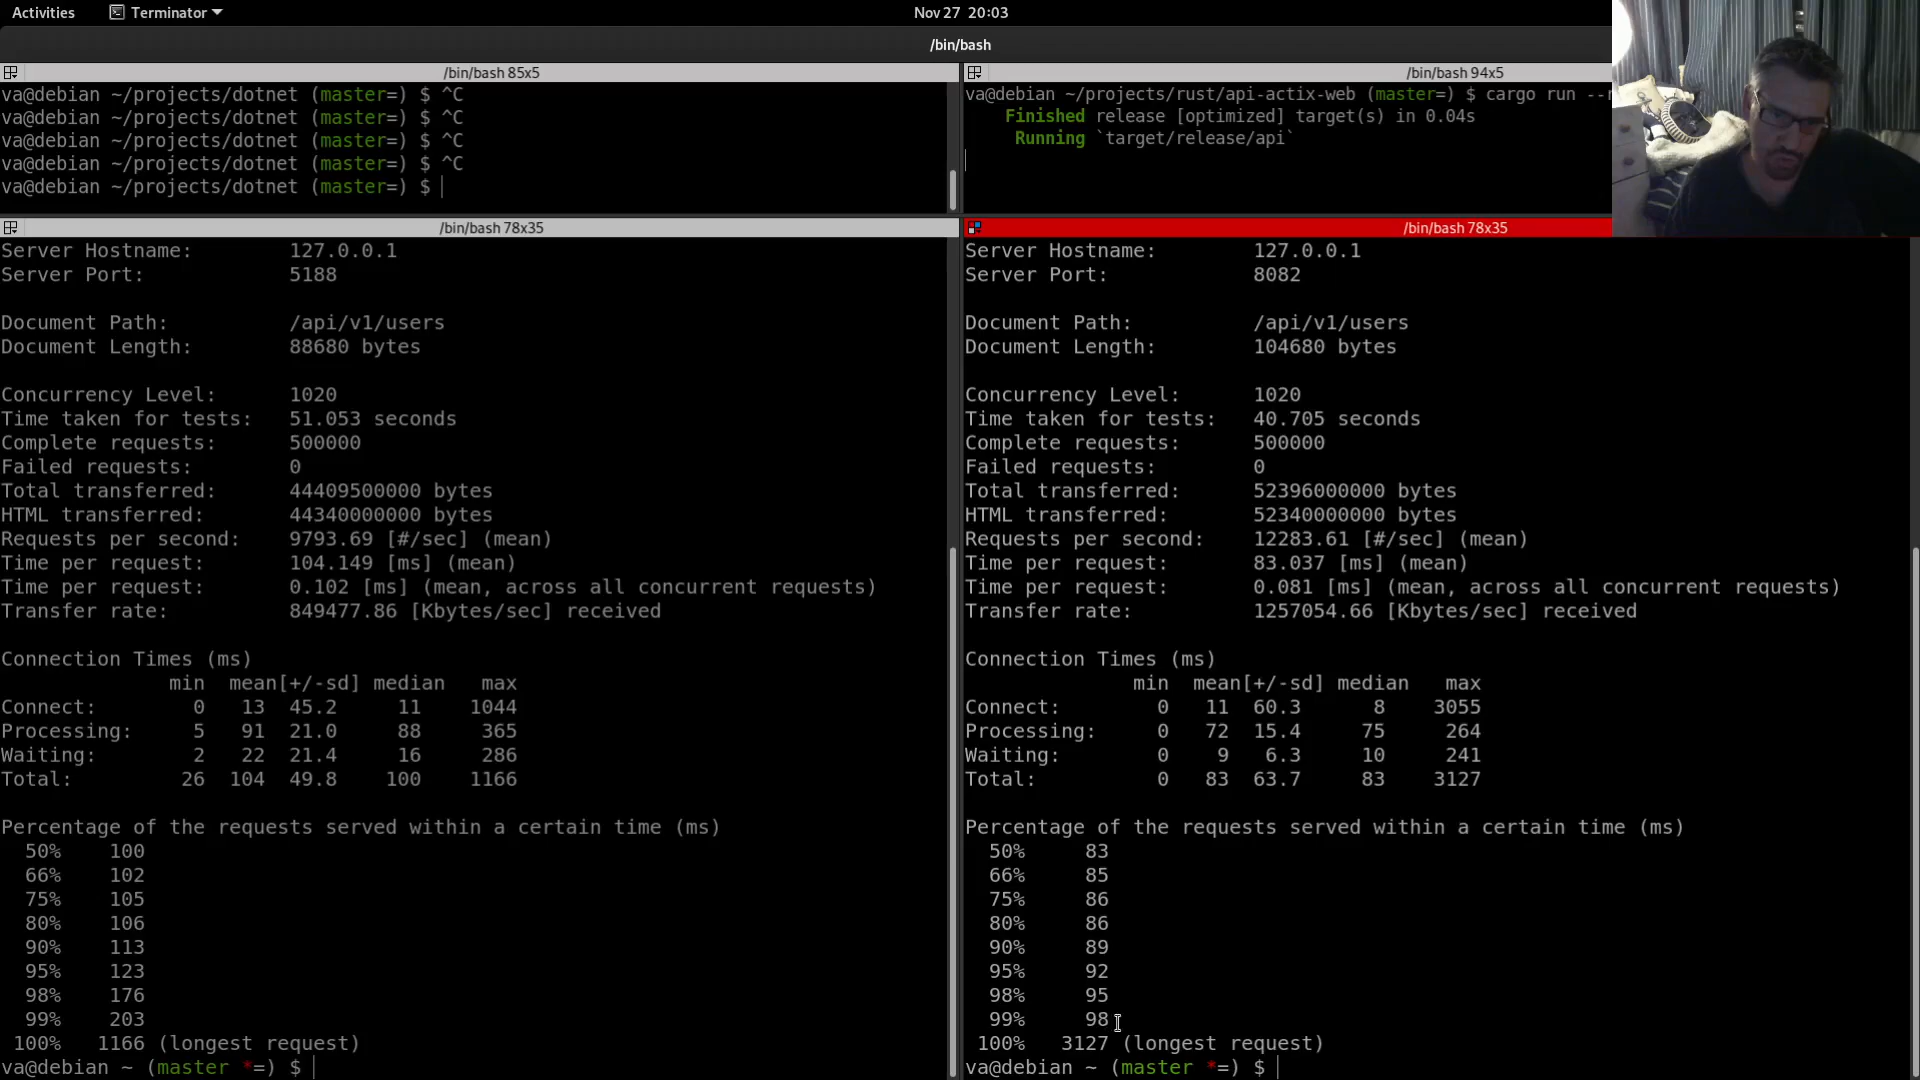 Activities Terminator Nov 27 20:03
/bin/bash
/bin/bash 85x5
va@debian ~/projects/dotnet (master=) $ ^C
va@debian ~/projects/dotnet (master=) $ ^C
va@debian ~/projects/dotnet (master=) $ ^C
va@debian ~/projects/dotnet (master=) $ ^C
va@debian ~/projects/dotnet (master=) $
/bin/bash 94x5
va@debian ~/projects/rust/api-actix-web (master=) $ cargo run --r
Finished release [optimized] target(s) in 0.04s
Running `target/release/api`
/bin/bash 78x35
Server Hostname: 127.0.0.1
Server Port: 5188
Document Path: /api/v1/users
Document Length: 88680 bytes
Concurrency Level: 1020
Time taken for tests: 51.053 seconds
Complete requests: 500000
Failed requests: 0
Total transferred: 44409500000 bytes
HTML transferred: 44340000000 bytes
Requests per second: 9793.69 [#/sec] (mean)
Time per request: 104.149 [ms] (mean)
Time per request: 0.102 [ms] (mean, across all concurrent requests)
Transfer rate: 849477.86 [Kbytes/sec] received
Connection Times (ms)
min mean[+/-sd] median max
Connect: 0 13 45.2 11 1044
Processing: 5 91 21.0 88 365
Waiting: 2 22 21.4 16 286
Total: 26 104 49.8 100 1166
Percentage of the requests served within a certain time (ms)
50% 100
66% 102
75% 105
80% 106
90% 113
95% 123
98% 176
99% 203
100% 1166 (longest request)
va@debian ~ (master *=) $
/bin/bash 78x35
Server Hostname: 127.0.0.1
Server Port: 8082
Document Path: /api/v1/users
Document Length: 104680 bytes
Concurrency Level: 1020
Time taken for tests: 40.705 seconds
Complete requests: 500000
Failed requests: 0
Total transferred: 52396000000 bytes
HTML transferred: 52340000000 bytes
Requests per second: 12283.61 [#/sec] (mean)
Time per request: 83.037 [ms] (mean)
Time per request: 0.081 [ms] (mean, across all concurrent requests)
Transfer rate: 1257054.66 [Kbytes/sec] received
Connection Times (ms)
min mean[+/-sd] median max
Connect: 0 11 60.3 8 3055
Processing: 0 72 15.4 75 264
Waiting: 0 9 6.3 10 241
Total: 0 83 63.7 83 3127
Percentage of the requests served within a certain time (ms)
50% 83
66% 85
75% 86
80% 86
90% 89
95% 92
98% 95
99% 98
100% 3127 (longest request)
va@debian ~ (master *=) $